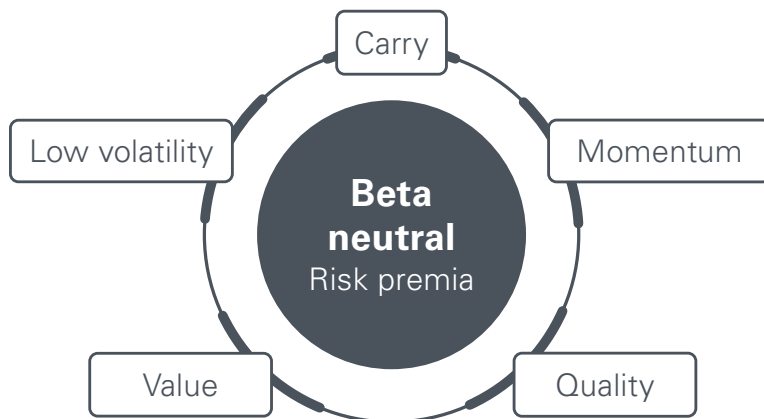 Carry
Low volatility
Momentum
Beta
neutral
Risk premia
Value
Quality